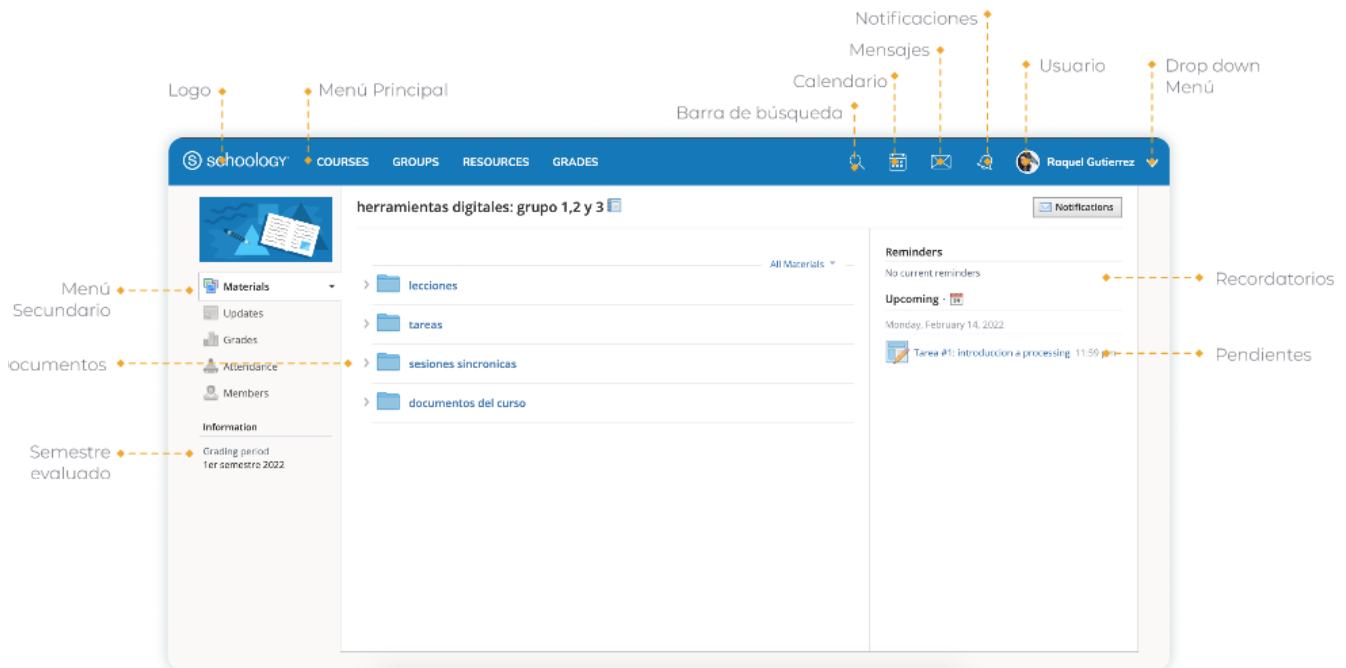 Notificaciones
Mensajes
Calendario
Barra de búsqueda
Usuario
Drop down
Menú
Logo
Menú Principal
schoology
COURSES
GROUPS
RESOURCES
GRADES
Raquel Gutierrez
herramientas digitales: grupo 1,2 y 3
Notifications
Menú
Secundario
Materials
Updates
Grades
Attendance
Members
Information
Grading period
1er semestre 2022
ocumentos
Semestre
evaluado
All Materials
lecciones
tareas
sesiones sincronicas
documentos del curso
Reminders
No current reminders
Upcoming ·
Monday, February 14, 2022
Tarea #1: introduccion a processing 11:59 pm
Recordatorios
Pendientes